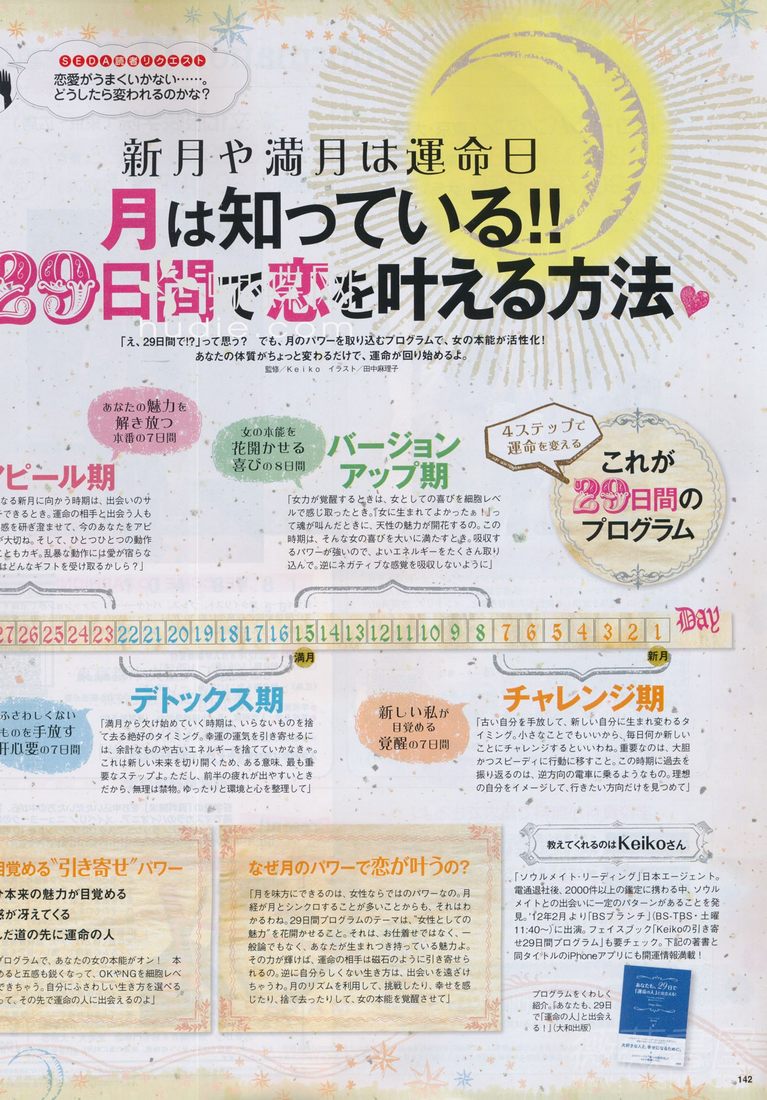 SEDA読者リクエスト
恋愛がうまくいかない……。
どうしたら変われるのかな？
新月や満月は運命日
月は知っている!!
29日間で恋を叶える方法
「え、29日間で!?」って思う？　でも、月のパワーを取り込むプログラムで、女の本能が活性化！
あなたの体質がちょっと変わるだけで、運命が回り始めるよ。
監修／Keiko　イラスト／田中麻理子
huqie.com
あなたの魅力を
解き放つ
本番の7日間
アピール期
なる新月に向かう時期は、出会いのサ
できるとき。運命の相手と出会う人も
感を研ぎ澄ませて、今のあなたをアピ
が大切ね。そして、ひとつひとつの動作
こともカギ。乱暴な動作には愛が宿らな
はどんなギフトを受け取るかしら？」
女の本能を
花開かせる
喜びの8日間
バージョン
アップ期
「女力が覚醒するときは、女としての喜びを細胞レベ
ルで感じ取ったとき。『女に生まれてよかったぁ！』っ
て魂が叫んだときに、天性の魅力が開花するの。この
時期は、そんな女の喜びを大いに満たすとき。吸収す
るパワーが強いので、よいエネルギーをたくさん取り
込んで。逆にネガティブな感覚を吸収しないように」
4ステップで
運命を変える
これが
29日間の
プログラム
27 26 25 24 23 22 21 20 19 18 17 16 15 14 13 12 11 10 9 8 7 6 5 4 3 2 1 DAY
満月
新月
ふさわしくない
ものを手放す
肝心要の7日間
デトックス期
「満月から欠け始めていく時期は、いらないものを捨
て去る絶好のタイミング。幸運の運気を引き寄せるに
は、余計なものや古いエネルギーを捨てていかなきゃ。
これは新しい未来を切り開くため、ある意味、最も重
要なステップよ。ただし、前半の疲れが出やすいとき
だから、無理は禁物。ゆったりと環境と心を整理して」
新しい私が
目覚める
覚醒の7日間
チャレンジ期
「古い自分を手放して、新しい自分に生まれ変わるタ
イミング。小さなことでもいいから、毎日何か新しい
ことにチャレンジするといいわね。重要なのは、大胆
かつスピーディに行動に移すこと。この時期に過去を
振り返るのは、逆方向の電車に乗るようなもの。理想
の自分をイメージして、行きたい方向だけを見つめて」
目覚める“引き寄せ”パワー
本来の魅力が目覚める
感が冴えてくる
んだ道の先に運命の人
プログラムで、あなたの女の本能がオン！　本
めると五感も鋭くなって、OKやNGを細胞レベ
できちゃう。自分にふさわしい生き方を選べる
って、その先で運命の人に出会えるのよ」
なぜ月のパワーで恋が叶うの？
「月を味方にできるのは、女性ならではのパワーなの。月
経が月とシンクロすることが多いことからも、それはわ
かるわね。29日間プログラムのテーマは、“女性としての
魅力”を花開かせること。それは、お仕着せではなく、一
般論でもなく、あなたが生まれつき持っている魅力よ。
その力が輝けば、運命の相手は磁石のように引き寄せら
れるの。逆に自分らしくない生き方は、出会いを遠ざけ
ちゃうわ。月のリズムを利用して、挑戦したり、幸せを感
じたり、捨て去ったりして、女の本能を覚醒させて」
教えてくれるのはKeikoさん
「ソウルメイト・リーディング」日本エージェント。
電通退社後、2000件以上の鑑定に携わる中、ソウル
メイトとの出会いに一定のパターンがあることを発
見。'12年2月より「BSブランチ」（BS-TBS・土曜
11:40〜）に出演。フェイスブック「Keikoの引き寄
せ29日間プログラム」も要チェック。下記の著書と
同タイトルのiPhoneアプリにも開運情報満載！
プログラムをくわしく
紹介。『あなたも、29日
で「運命の人」と出会え
る！』（大和出版）
あなたも、29日で
「運命の人」と出会える!
大好きな人と、幸せになるために。
142